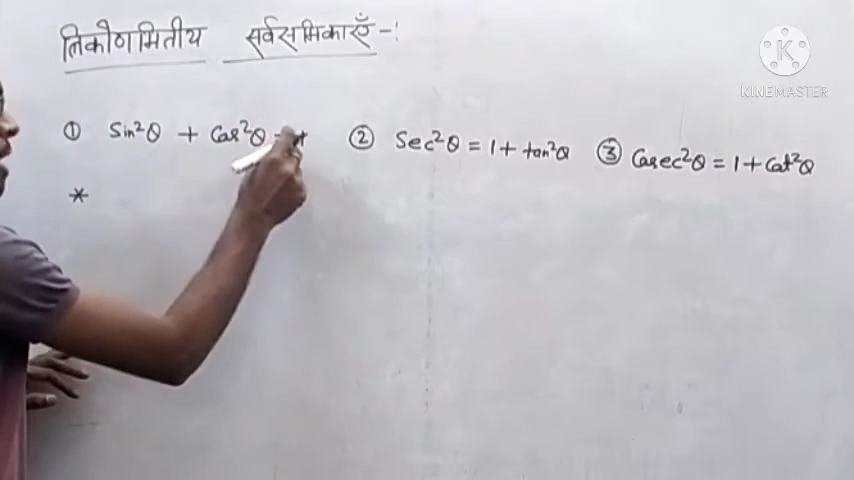 त्रिकोणमितीय सर्वसमिकाएँ -:
① Sin²θ + Cos²θ ② Sec²θ = 1 + tan²θ ③ Cosec²θ = 1 + Cot²θ
*
KINEMASTER